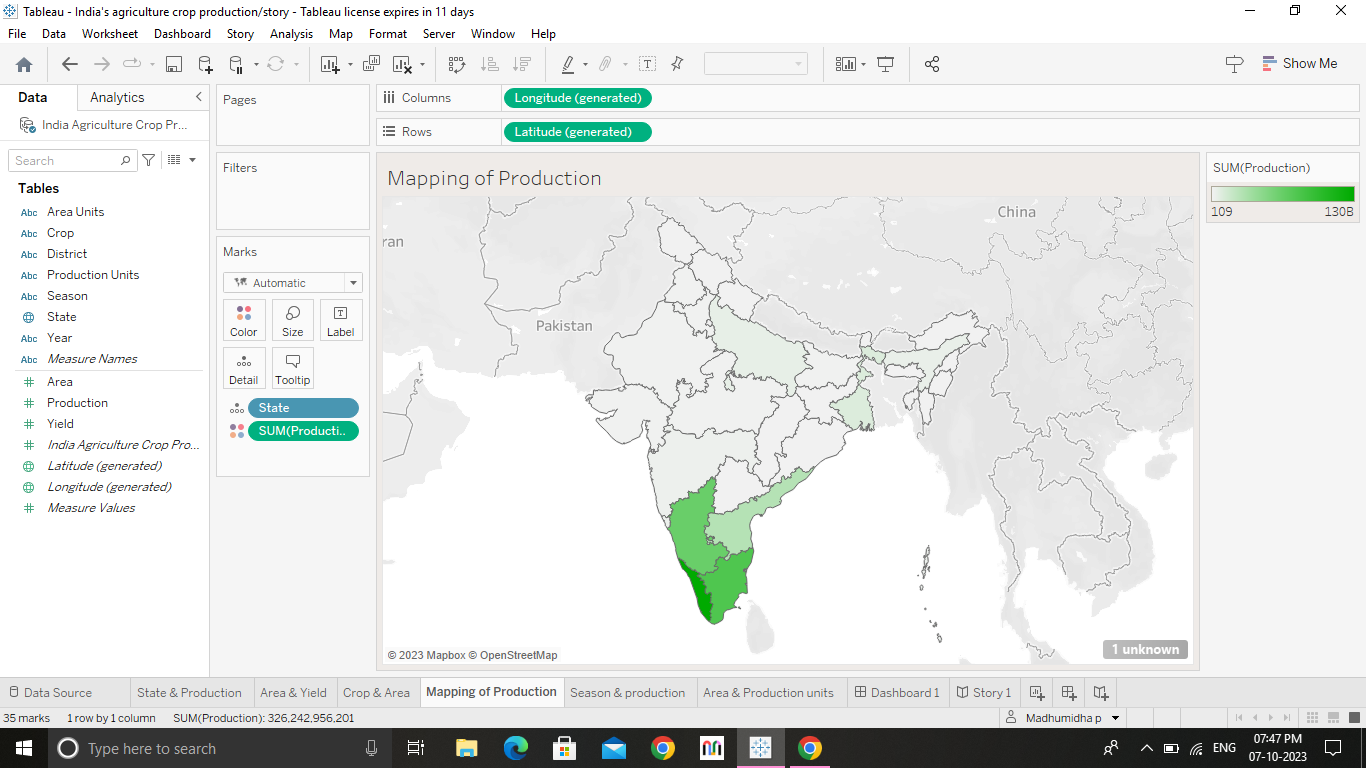 Tableau - India's agriculture crop production/story - Tableau license expires in 11 days
File Data Worksheet Dashboard Story Analysis Map Format Server Window Help
Show Me
Data Analytics
India Agriculture Crop Pr...
Search
Tables
Abc Area Units
Abc Crop
Abc District
Abc Production Units
Abc Season
State
Abc Year
Abc Measure Names
Area
Production
Yield
India Agriculture Crop Pro...
Latitude (generated)
Longitude (generated)
Measure Values
Pages
Filters
Marks
Automatic
Color Size Label
Detail Tooltip
State
SUM(Producti..
Columns Longitude (generated)
Rows Latitude (generated)
Mapping of Production
China
ran
Pakistan
© 2023 Mapbox © OpenStreetMap
1 unknown
SUM(Production)
109 130B
Data Source State & Production Area & Yield Crop & Area Mapping of Production Season & production Area & Production units Dashboard 1 Story 1
35 marks 1 row by 1 column SUM(Production): 326,242,956,201 Madhumidha p
Type here to search
ENG
07:47 PM
07-10-2023